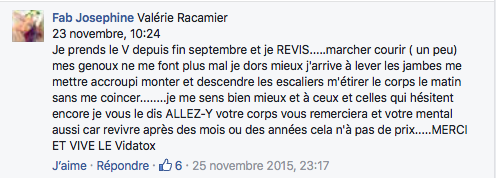 Fab Josephine Valérie Racamier
23 novembre, 10:24
Je prends le V depuis fin septembre et je REVIS.....marcher courir ( un peu)
mes genoux ne me font plus mal je dors mieux j'arrive à lever les jambes me
mettre accroupi monter et descendre les escaliers m'étirer le corps le matin
sans me coincer........je me sens bien mieux et à ceux et celles qui hésitent
encore je vous le dis ALLEZ-Y votre corps vous remerciera et votre mental
aussi car revivre après des mois ou des années cela n'à pas de prix.....MERCI
ET VIVE LE Vidatox
J'aime · Répondre · 6 · 25 novembre 2015, 23:17